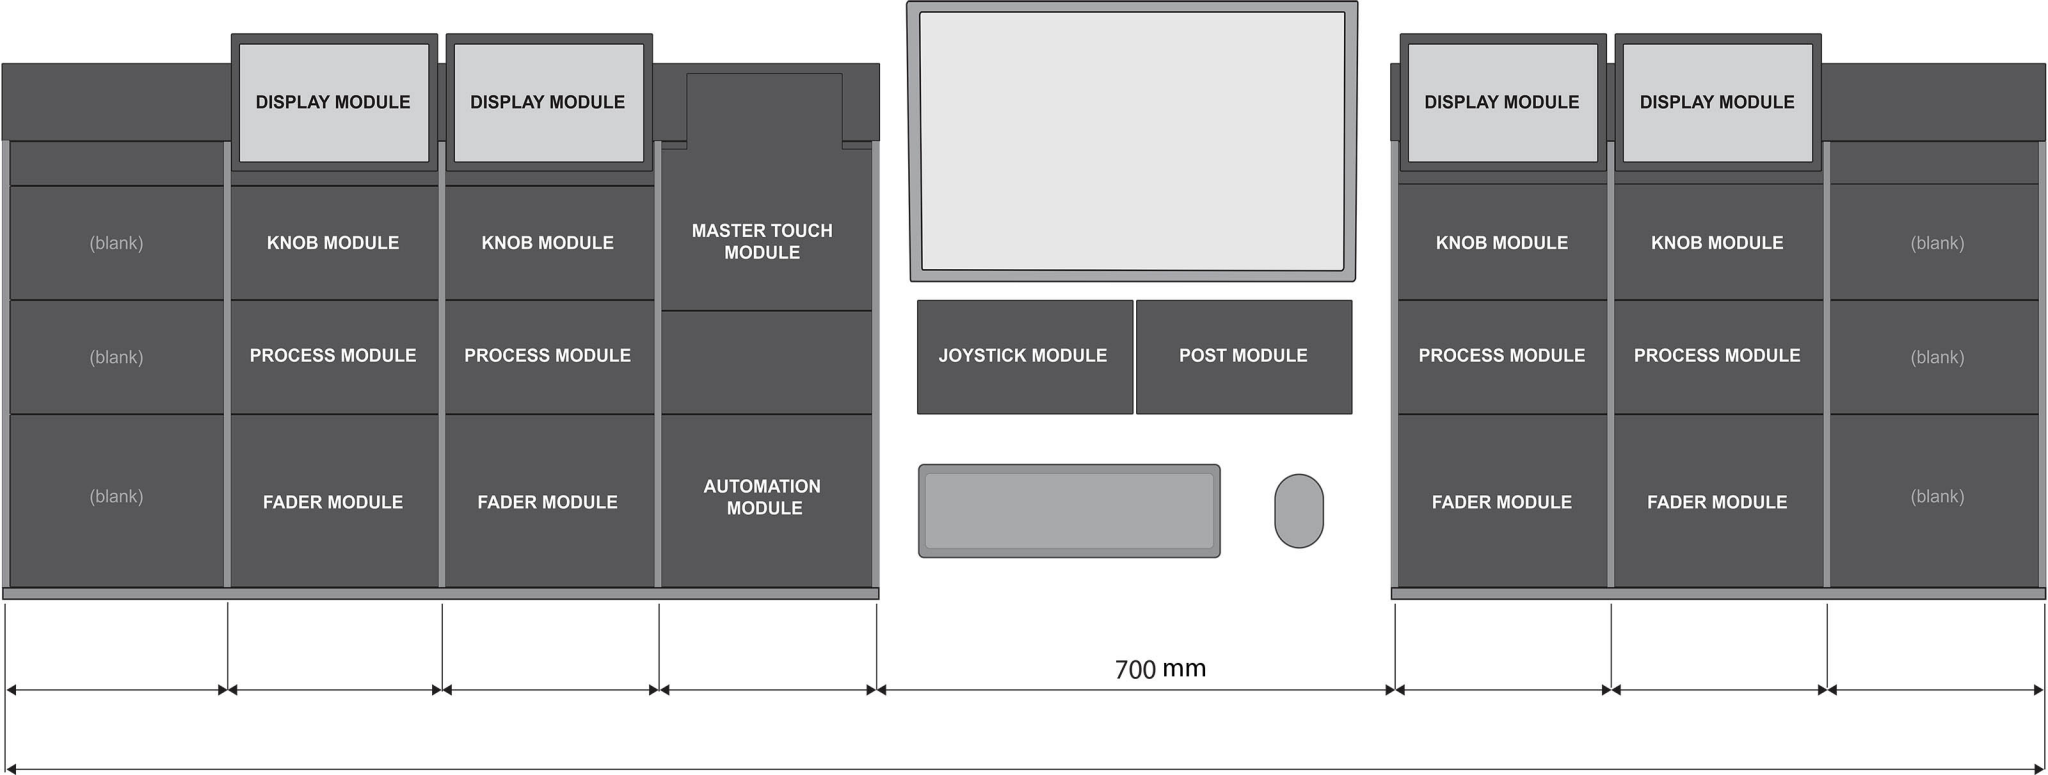 DISPLAY MODULE
DISPLAY MODULE
DISPLAY MODULE
DISPLAY MODULE
(blank)
KNOB MODULE
KNOB MODULE
MASTER TOUCH
MODULE
KNOB MODULE
KNOB MODULE
(blank)
(blank)
PROCESS MODULE
PROCESS MODULE
JOYSTICK MODULE
POST MODULE
PROCESS MODULE
PROCESS MODULE
(blank)
(blank)
FADER MODULE
FADER MODULE
AUTOMATION
MODULE
FADER MODULE
FADER MODULE
(blank)
700 mm